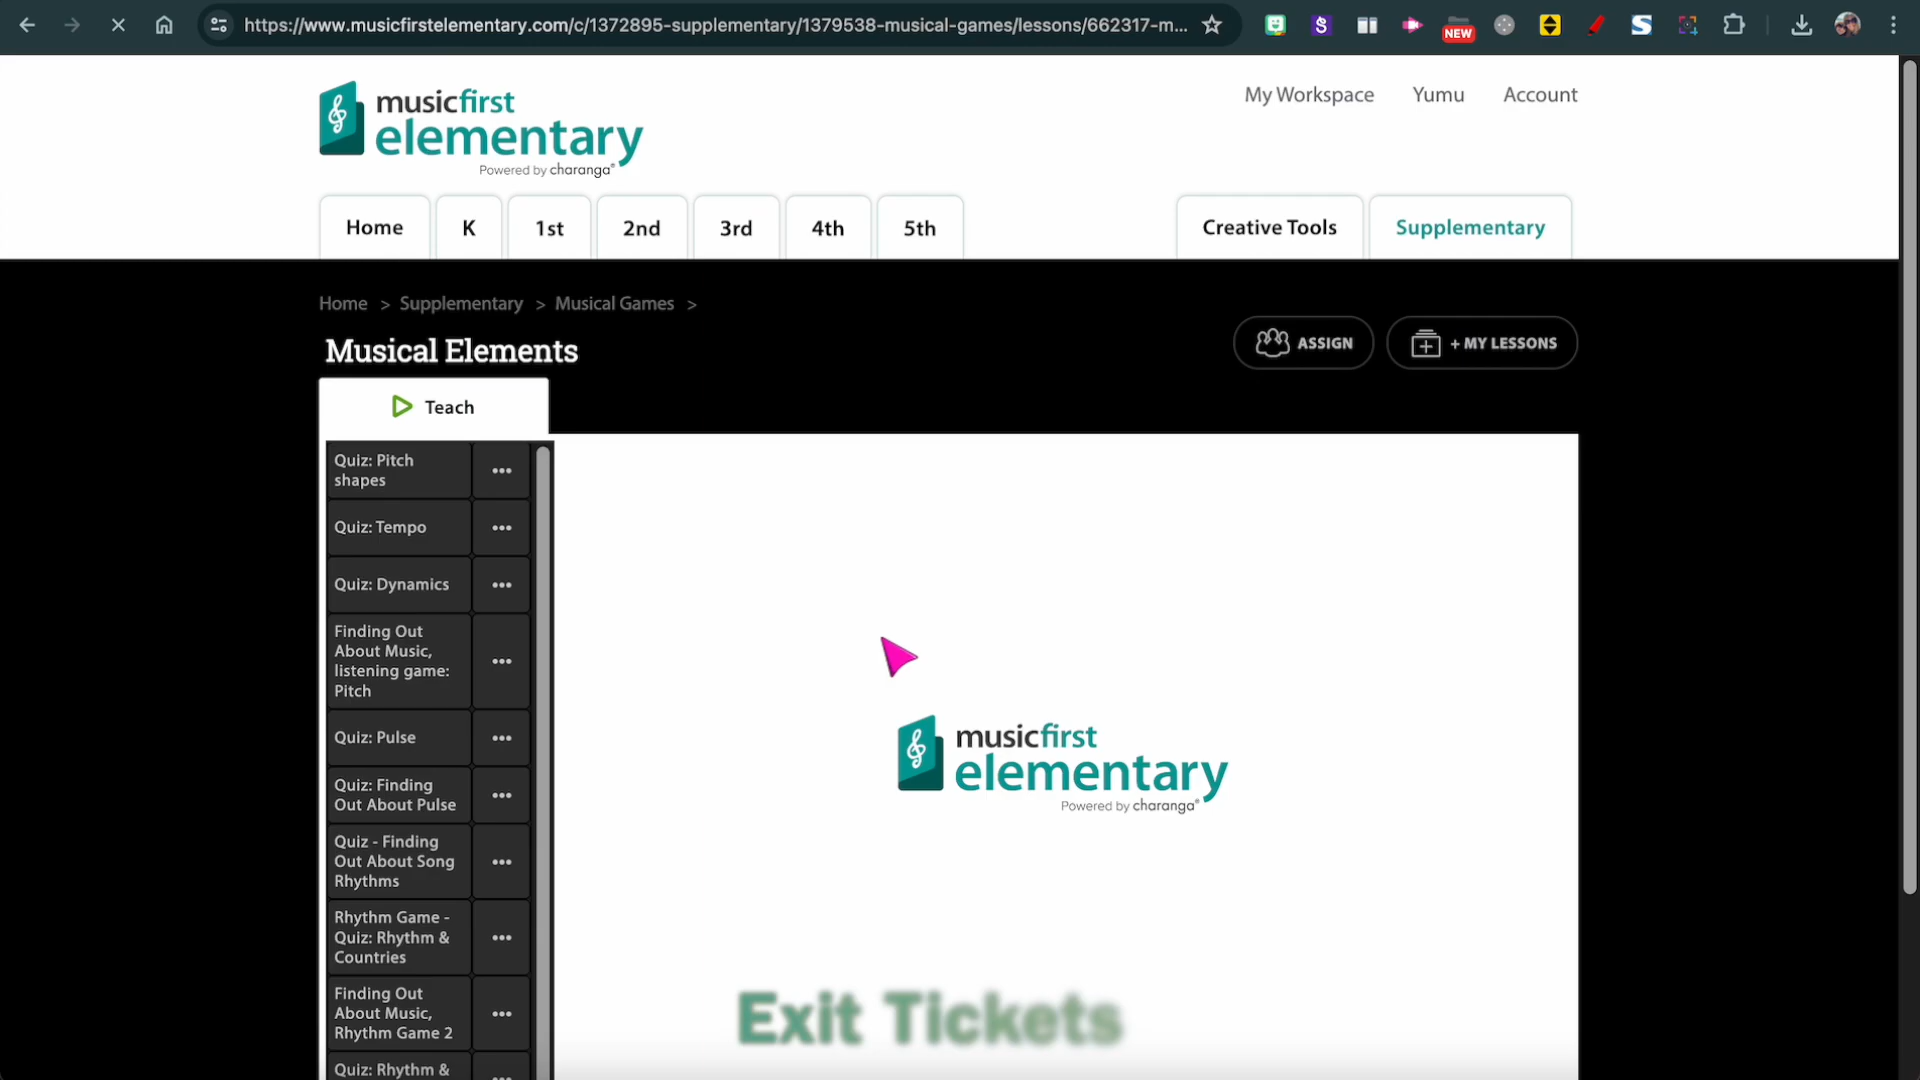 https://www.musicfirstelementary.com/c/1372895-supplementary/1379538-musical-games/lessons/662317-m...
NEW
musicfirst
elementary
Powered by charanga®
My Workspace
Yumu
Account
Home
K
1st
2nd
3rd
4th
5th
Creative Tools
Supplementary
Home > Supplementary > Musical Games >
Musical Elements
ASSIGN
+ MY LESSONS
Teach
Quiz: Pitch
shapes
Quiz: Tempo
Quiz: Dynamics
Finding Out
About Music,
listening game:
Pitch
Quiz: Pulse
Quiz: Finding
Out About Pulse
Quiz - Finding
Out About Song
Rhythms
Rhythm Game -
Quiz: Rhythm &
Countries
Finding Out
About Music,
Rhythm Game 2
Quiz: Rhythm &
musicfirst
elementary
Powered by charanga®
Exit Tickets